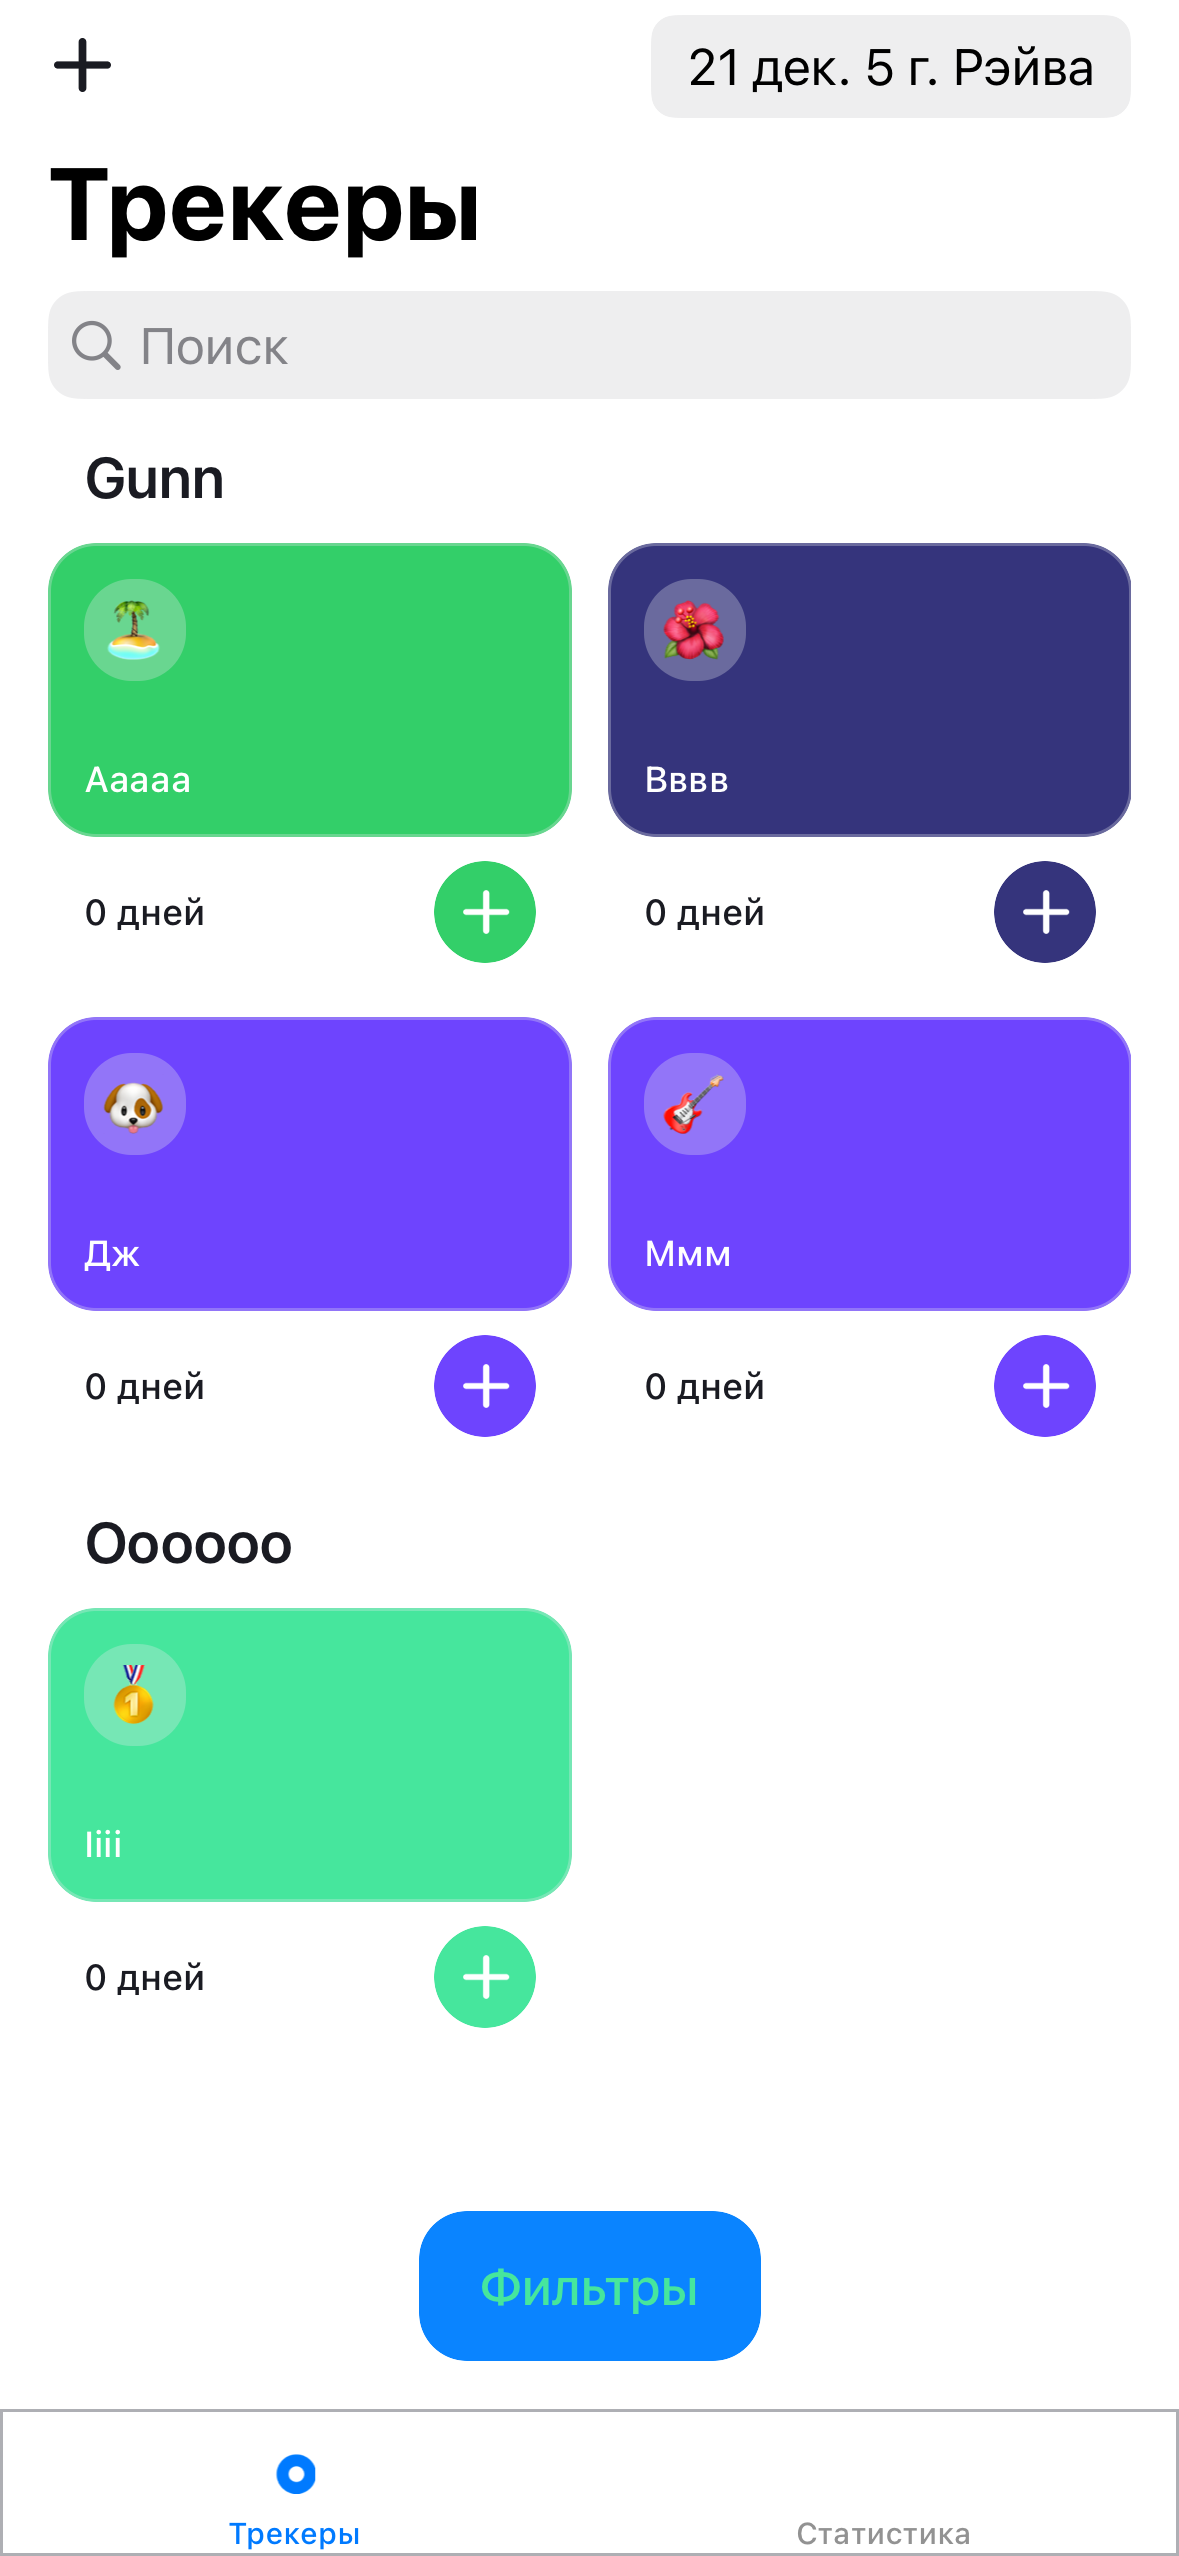 21 дек. 5 г. Рэйва
Трекеры
Поиск
Gunn
Ааааа
Вввв
0 дней
0 дней
Дж
Ммм
0 дней
0 дней
Оооооо
1
Iiii
0 дней
Фильтры
Трекеры
Статистика